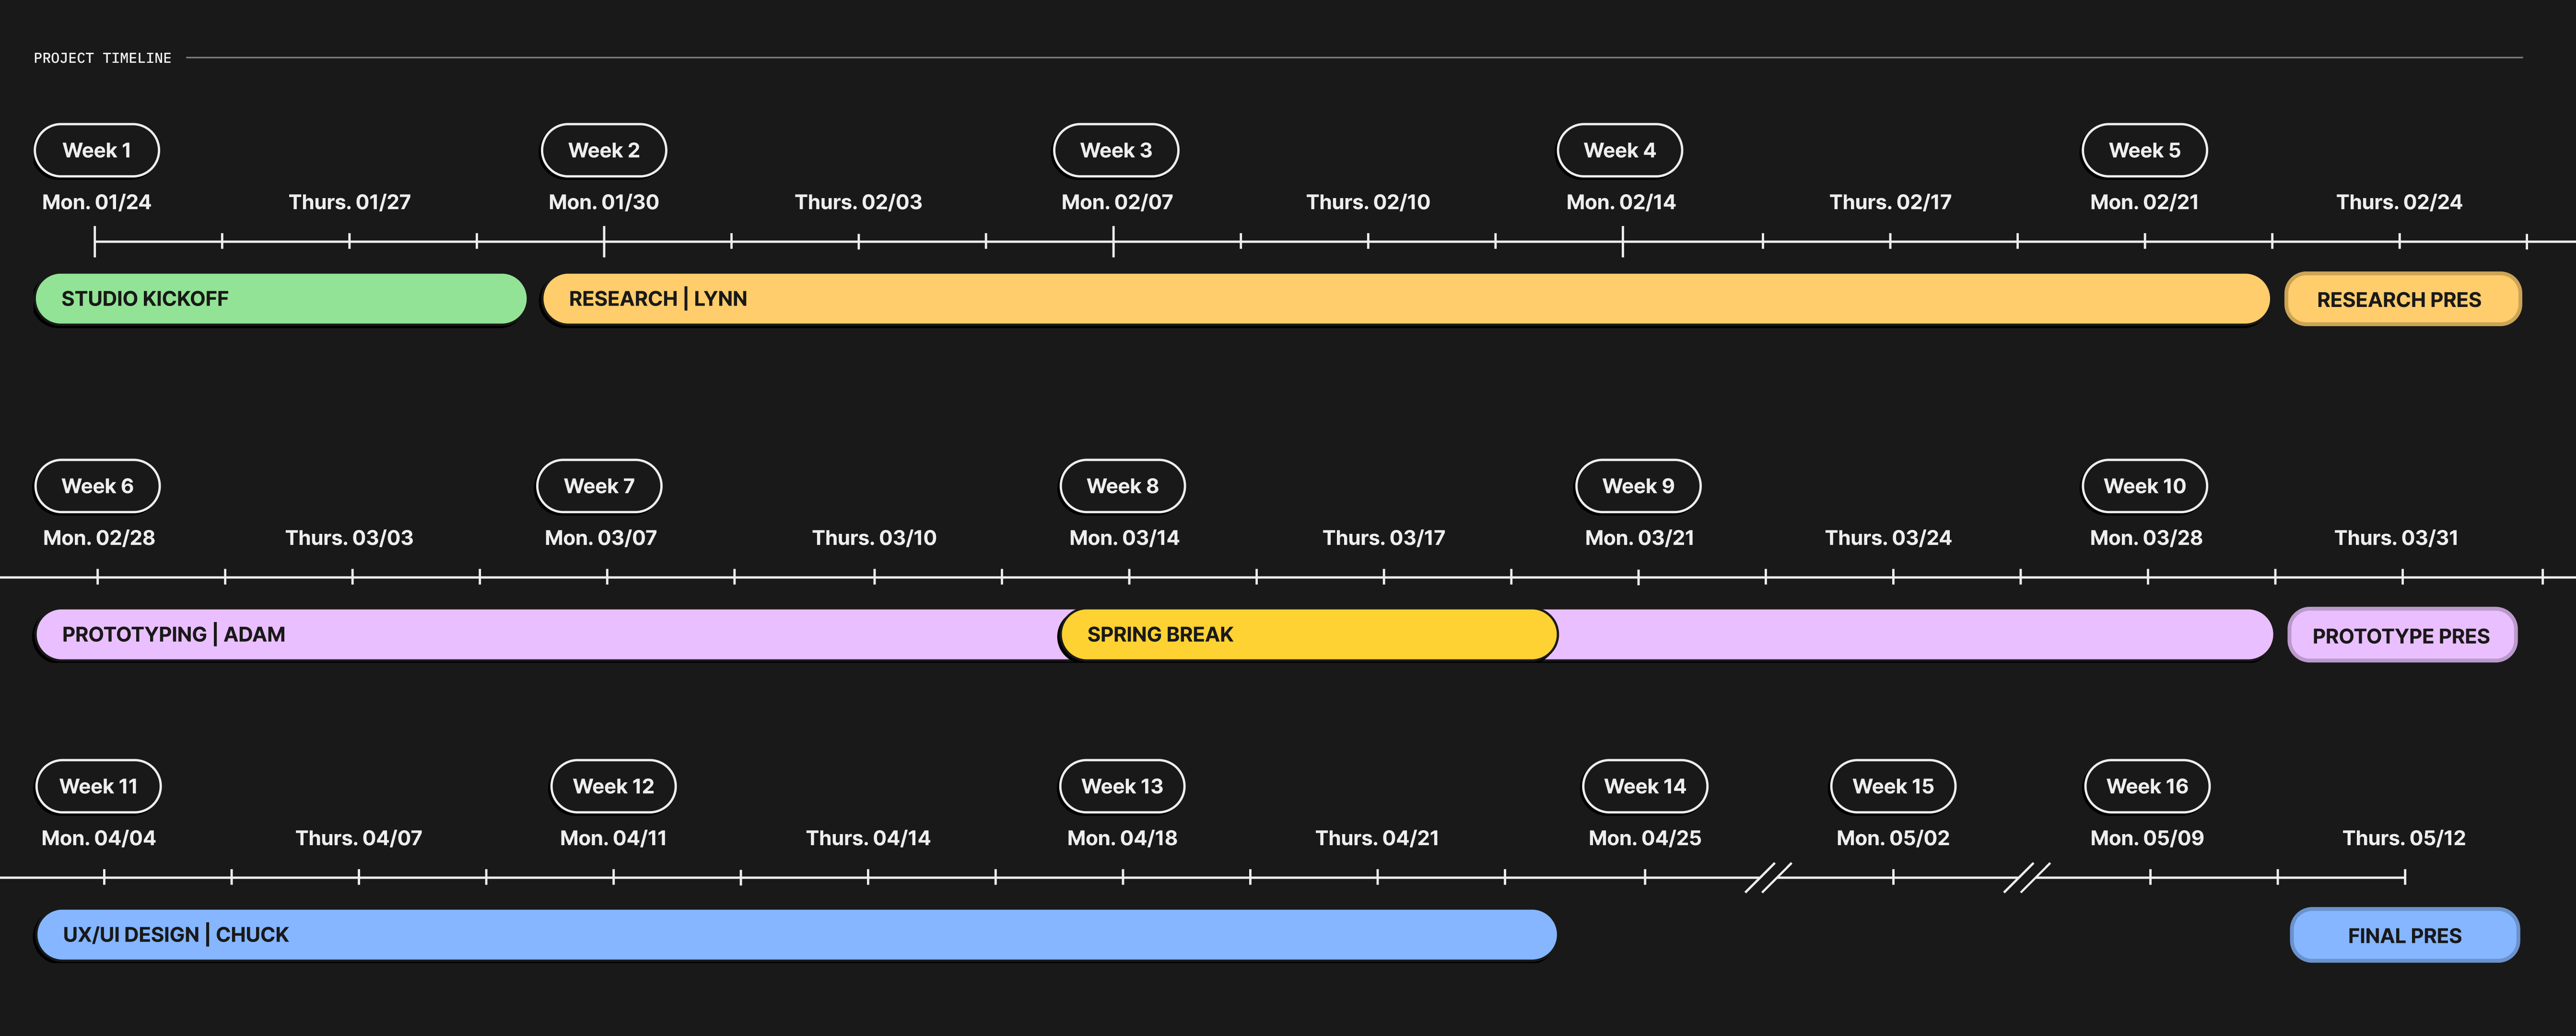 PROJECT TIMELINE
Week 1 Week 2 Week 3 Week 4 Week 5
Mon. 01/24 Thurs. 01/27 Mon. 01/30 Thurs. 02/03 Mon. 02/07 Thurs. 02/10 Mon. 02/14 Thurs. 02/17 Mon. 02/21 Thurs. 02/24
STUDIO KICKOFF RESEARCH | LYNN RESEARCH PRES
Week 6 Week 7 Week 8 Week 9 Week 10
Mon. 02/28 Thurs. 03/03 Mon. 03/07 Thurs. 03/10 Mon. 03/14 Thurs. 03/17 Mon. 03/21 Thurs. 03/24 Mon. 03/28 Thurs. 03/31
PROTOTYPING | ADAM SPRING BREAK PROTOTYPE PRES
Week 11 Week 12 Week 13 Week 14 Week 15 Week 16
Mon. 04/04 Thurs. 04/07 Mon. 04/11 Thurs. 04/14 Mon. 04/18 Thurs. 04/21 Mon. 04/25 Mon. 05/02 Mon. 05/09 Thurs. 05/12
UX/UI DESIGN | CHUCK FINAL PRES